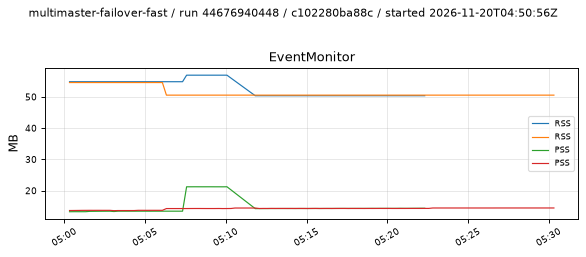 multimaster-failover-fast / run 44676940448 / c102280ba88c / started 2026-11-20T04:50:56Z
EventMonitor
MB
50
40
30
20
RSS
RSS
PSS
PSS
05:00
05:05
05:10
05:15
05:20
05:25
05:30